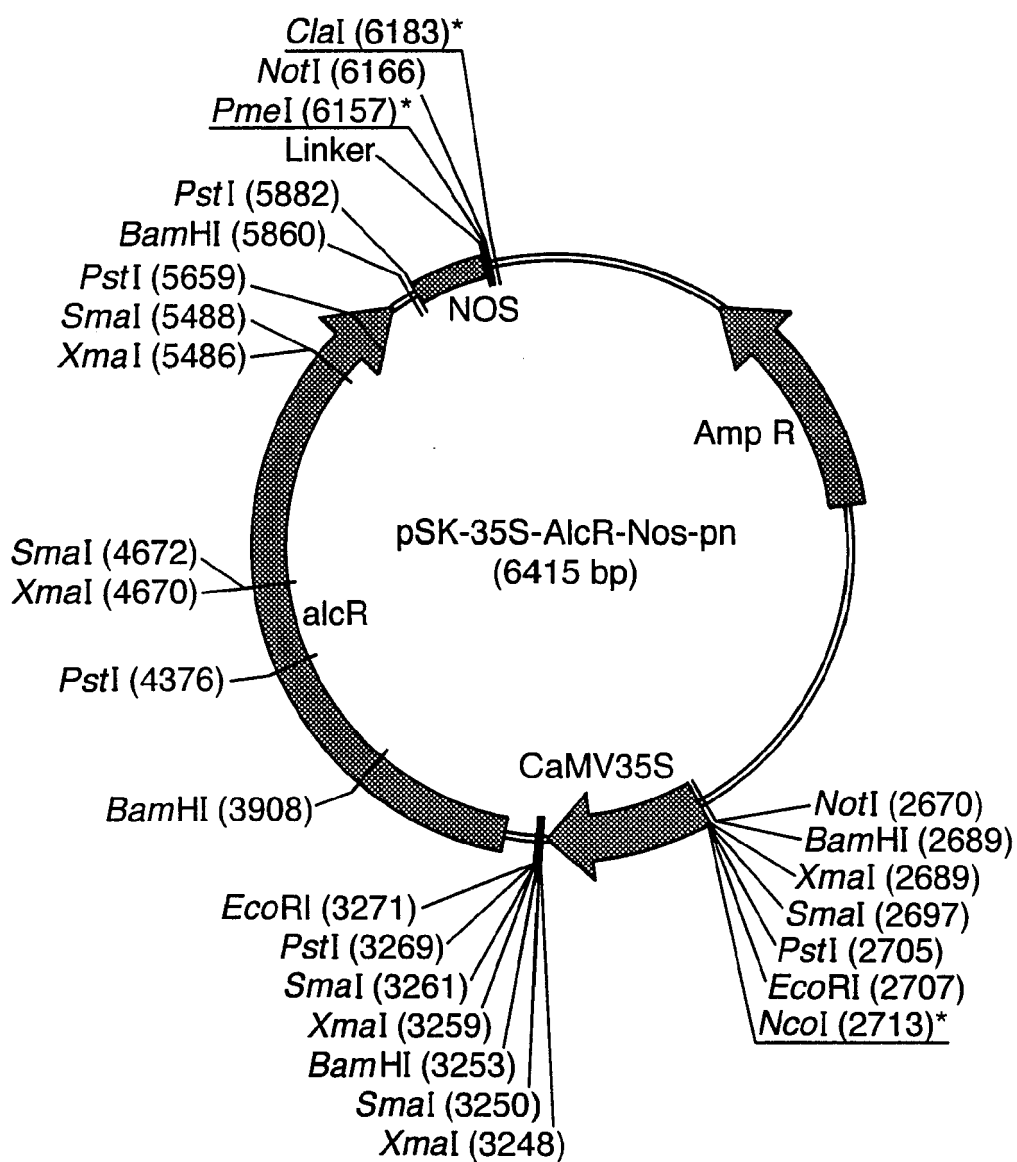 ClaI (6183)*
NotI (6166)
PmeI (6157)*
Linker
PstI (5882)
BamHI (5860)
PstI (5659)
SmaI (5488)
XmaI (5486)
NOS
Amp R
pSK-35S-AlcR-Nos-pn
(6415 bp)
SmaI (4672)
XmaI (4670)
alcR
PstI (4376)
CaMV35S
BamHI (3908)
NotI (2670)
BamHI (2689)
XmaI (2689)
SmaI (2697)
PstI (2705)
EcoRI (2707)
NcoI (2713)*
EcoRI (3271)
PstI (3269)
SmaI (3261)
XmaI (3259)
BamHI (3253)
SmaI (3250)
XmaI (3248)